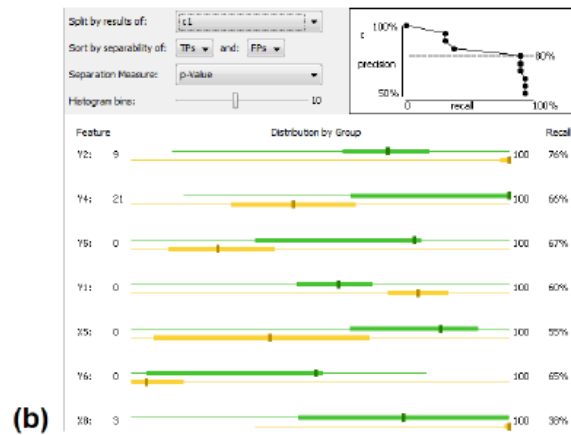 Split by results of: c1
Sort by separability of: TPs and: FPs
Separation Measure: p-Value
Histogram bins: 10
c 100%
precision 80%
50%
0 recall 100%
Feature Distribution by Group Recall
Y2: 9 100 76%
Y4: 21 100 66%
Y5: 0 100 67%
Y1: 0 100 60%
X5: 0 100 55%
Y6: 0 100 65%
X8: 3 100 38%
(b)